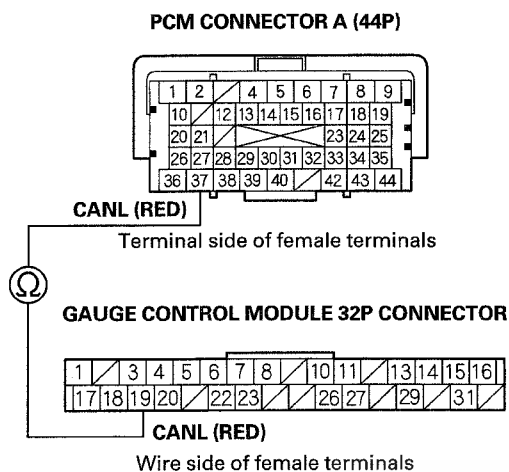 PCM CONNECTOR A (44P)
1 2 4 5 6 7 8 9
10 12 13 14 15 16 17 18 19
20 21 23 24 25
26 27 28 29 30 31 32 33 34 35
36 37 38 39 40 42 43 44
CANL (RED)
Terminal side of female terminals
Ω
GAUGE CONTROL MODULE 32P CONNECTOR
1 3 4 5 6 7 8 10 11 13 14 15 16
17 18 19 20 22 23 26 27 29 31
CANL (RED)
Wire side of female terminals